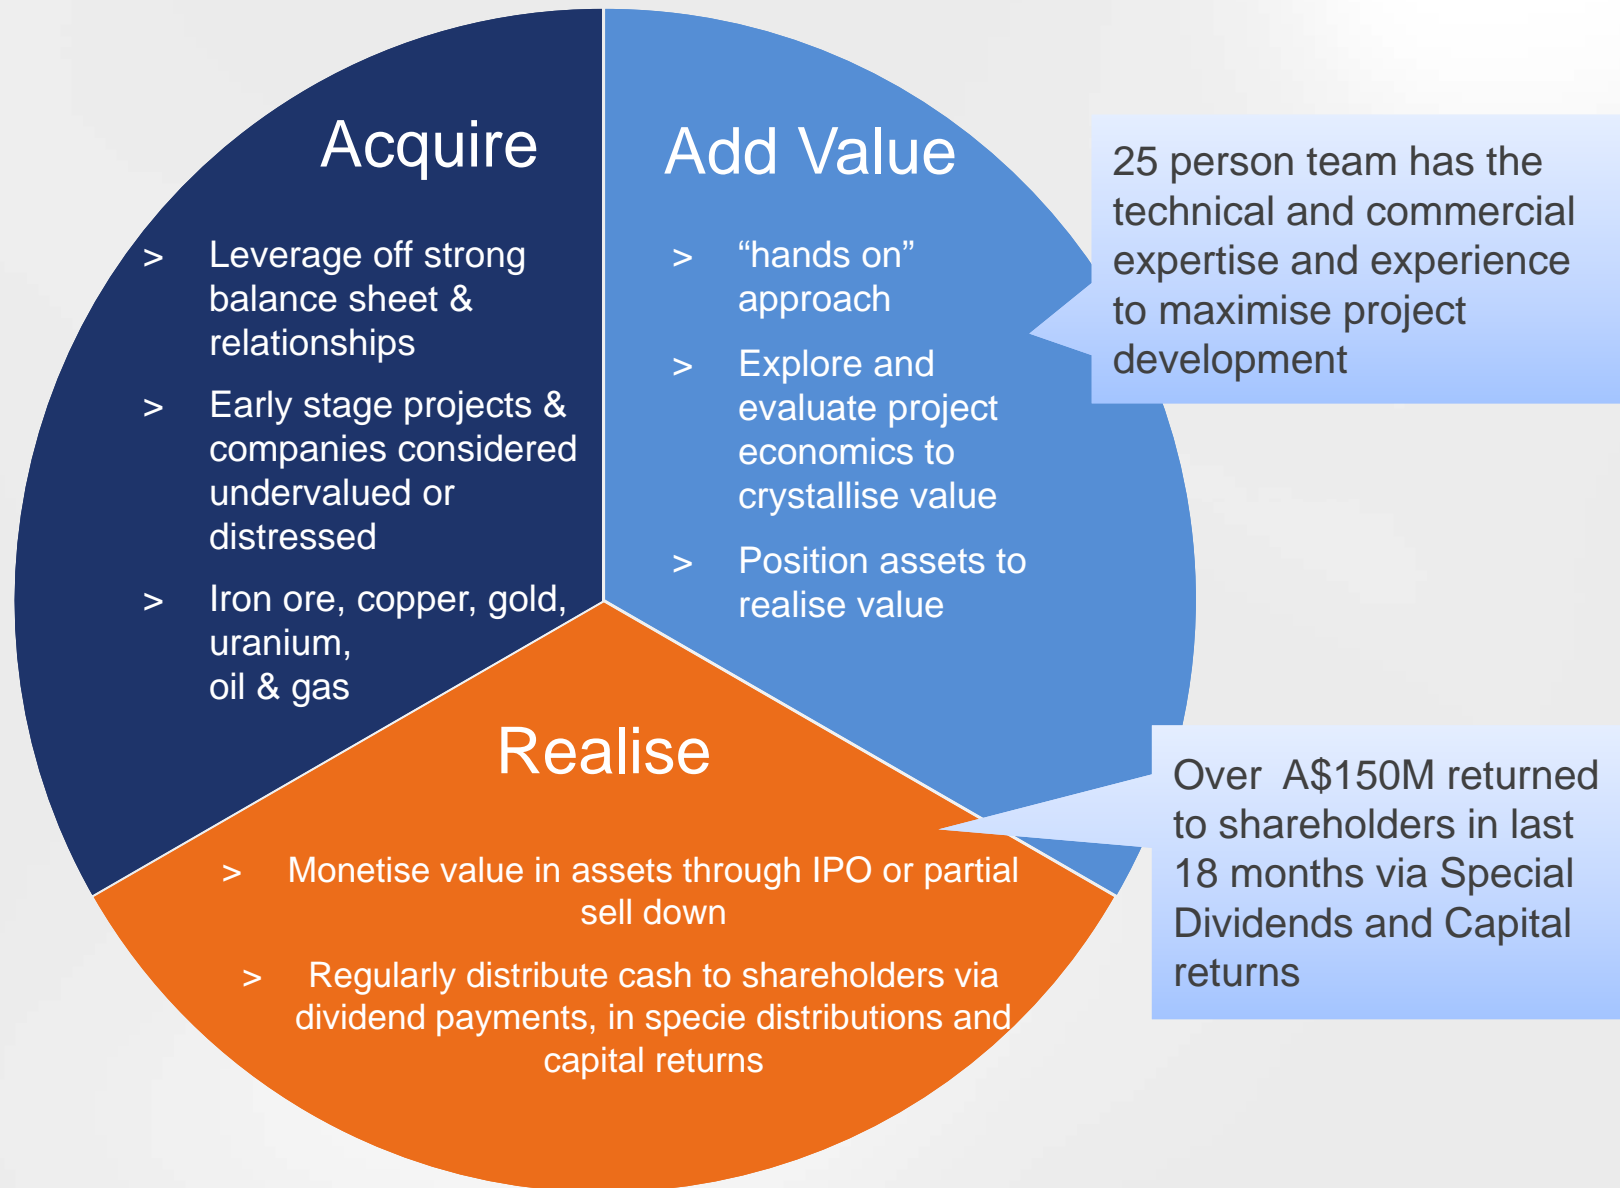 Acquire
> Leverage off strong
balance sheet &
relationships
> Early stage projects &
companies considered
undervalued or
distressed
> Iron ore, copper, gold,
uranium,
oil & gas
Add Value
> “hands on”
approach
> Explore and
evaluate project
economics to
crystallise value
> Position assets to
realise value
25 person team has the
technical and commercial
expertise and experience
to maximise project
development
Realise
> Monetise value in assets through IPO or partial
sell down
> Regularly distribute cash to shareholders via
dividend payments, in specie distributions and
capital returns
Over A$150M returned
to shareholders in last
18 months via Special
Dividends and Capital
returns